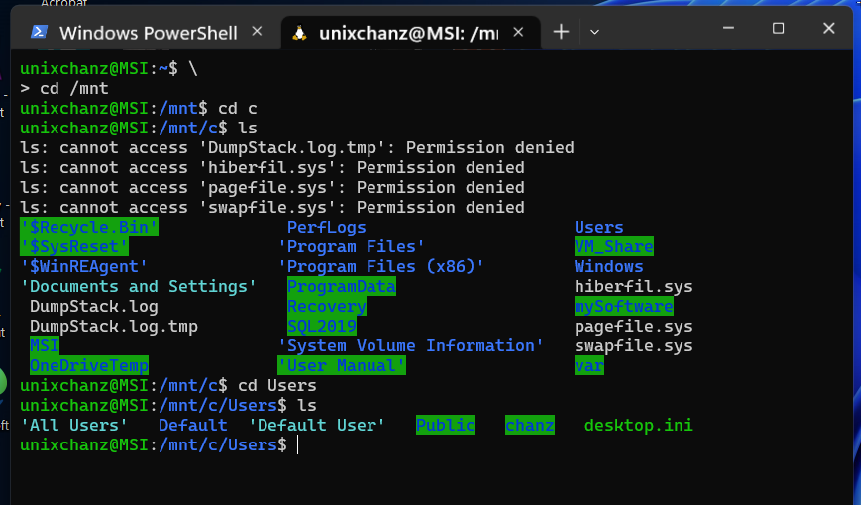 Acrobat
Windows PowerShell
unixchanz@MSI: /mn
unixchanz@MSI:~$ \
> cd /mnt
unixchanz@MSI:/mnt$ cd c
unixchanz@MSI:/mnt/c$ ls
ls: cannot access 'DumpStack.log.tmp': Permission denied
ls: cannot access 'hiberfil.sys': Permission denied
ls: cannot access 'pagefile.sys': Permission denied
ls: cannot access 'swapfile.sys': Permission denied
'$Recycle.Bin' PerfLogs Users
'$SysReset' 'Program Files' VM_Share
'$WinREAgent' 'Program Files (x86)' Windows
'Documents and Settings' ProgramData hiberfil.sys
DumpStack.log Recovery mySoftware
DumpStack.log.tmp SQL2019 pagefile.sys
MSI 'System Volume Information' swapfile.sys
OneDriveTemp 'User Manual' var
unixchanz@MSI:/mnt/c$ cd Users
unixchanz@MSI:/mnt/c/Users$ ls
'All Users' Default 'Default User' Public chanz desktop.ini
unixchanz@MSI:/mnt/c/Users$